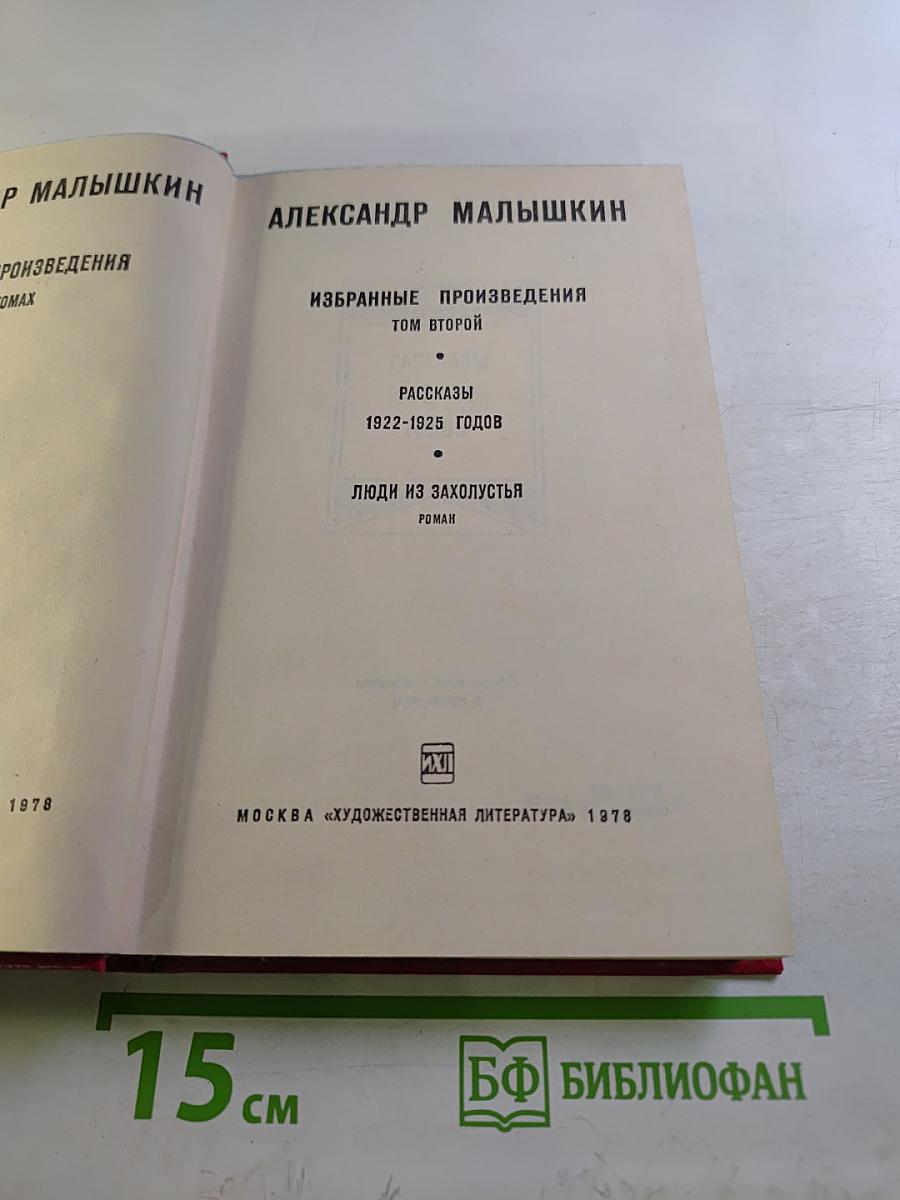 Р МАЛЫШКИН
РОИЗВЕДЕНИЯ
ОМАХ
1978
АЛЕКСАНДР МАЛЫШКИН
ИЗБРАННЫЕ ПРОИЗВЕДЕНИЯ
ТОМ ВТОРОЙ
•
РАССКАЗЫ
1922-1925 ГОДОВ
•
ЛЮДИ ИЗ ЗАХОЛУСТЬЯ
РОМАН
ИХЛ
МОСКВА «ХУДОЖЕСТВЕННАЯ ЛИТЕРАТУРА» 1978
15 см
БФ БИБЛИОФАН